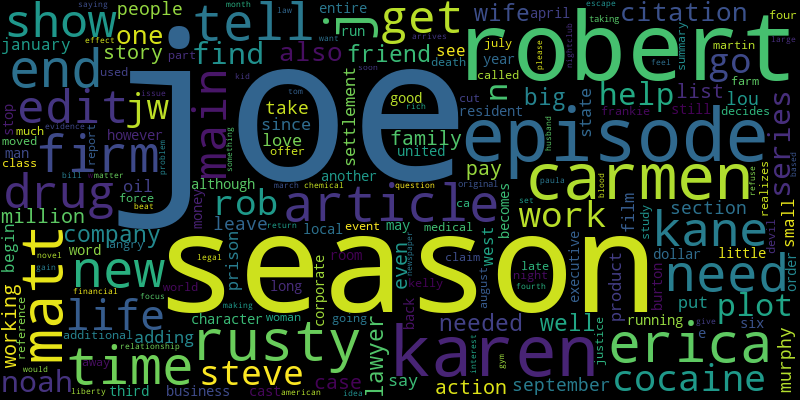 show
people
wife
april
citation
tell
j
get
robert
end
one
story
find
also
friend
go
edit
jw
main
joe
n
big
help
list
lou
series
firm
episode
drug
rob
article
carmen
work
kane
need
million
company
new
matt
life
season
plot
rusty
time
steve
noah
karen
erica
cocaine
lawyer
needed
well
action
september
murphy
settlement
family
united
pay
take
since
love
offer
good
although
another
leave
prison
local
event
may
medical
west
even
becomes
corporate
character
woman
going
long
world
room
case
say
third
business
cast
american
adding
additional
word
angry
january
used
part
however
report
man
class
oil
force
beat
moved
much
stop
begin
working
reference
novel
gain
financial
focus
relationship
would
liberty
away
making
legal
return
money
march
chemical
question
original
resident
called
year
july
see
death
run
entire
state
husband
film
section
dollar
small
order
devil
based
realizes
decides
frankie
still
martin
farm
summary
four
large
escape
taking
please
feel
nightclub
arrives
want
month
law
effect
saying
issue
kid
tom
soon
rich
cut
evidence
bill
matter
problem
something
set
paula
blood
study
refuse
product
burton
executive
august
late
night
fourth
claim
kelly
back
newspaper
interest
gym
justice
running
put
six
little
give
idea
ca
e